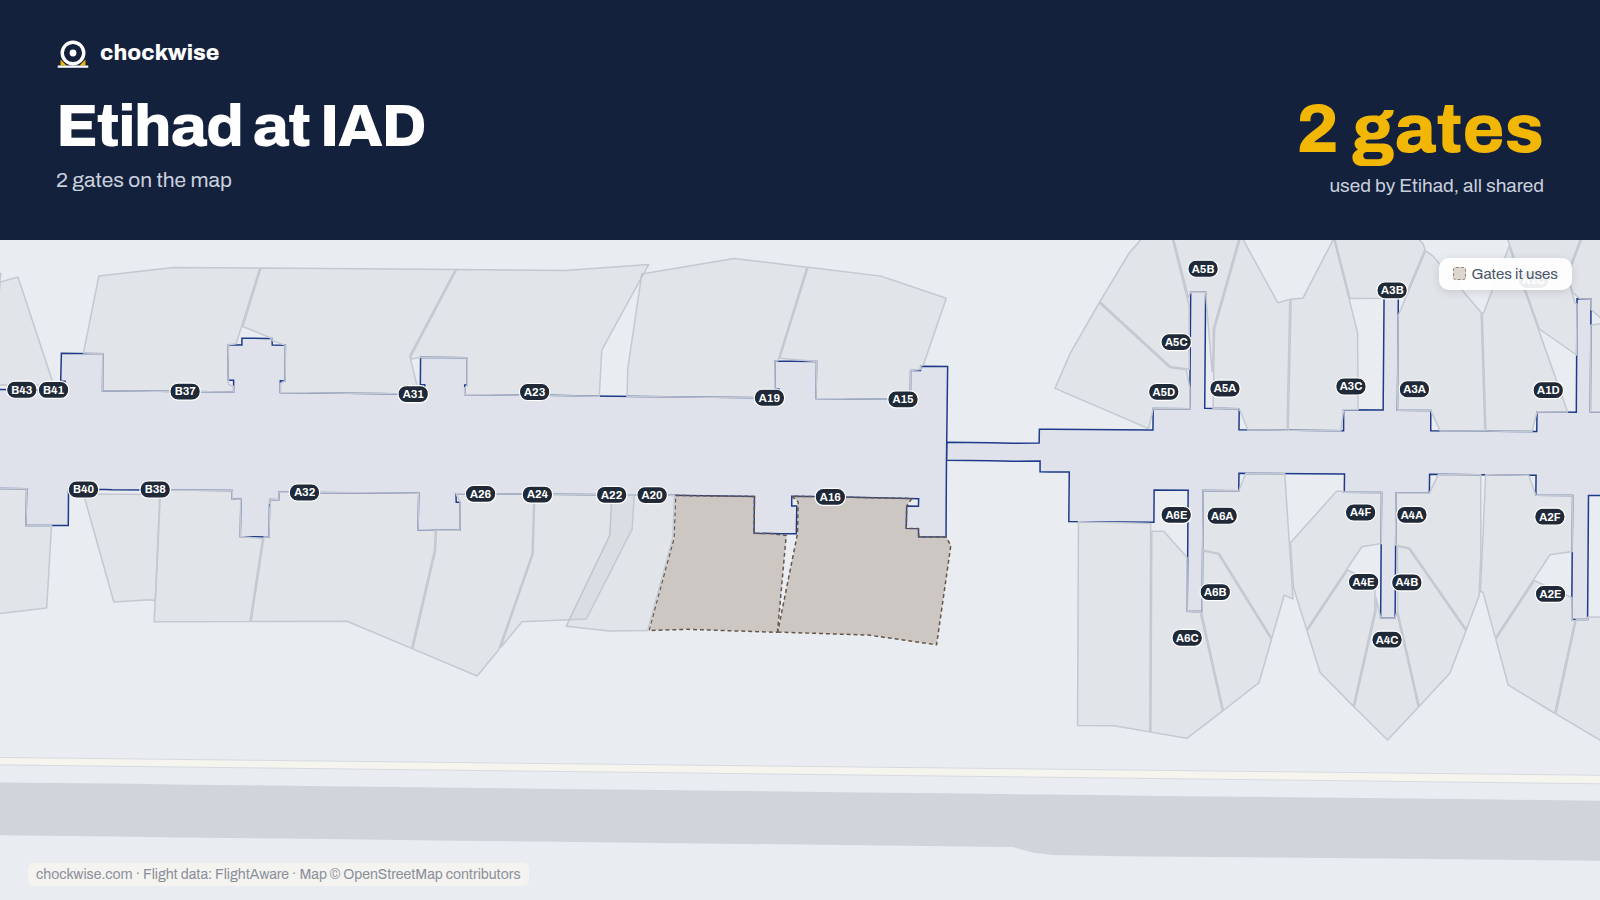 chockwise
Etihad at IAD
2 gates on the map
2 gates
used by Etihad, all shared
Gates it uses
A5B
A3B
A5C
B43 B41 B37 A31 A23 A19 A15 A5D A5A A3C A3A A1D
B40 B38 A32 A26 A24 A22 A20 A16
A6E A6A A4F A4A A2F
A6B A4E A4B A2E
A6C A4C
chockwise.com · Flight data: FlightAware · Map © OpenStreetMap contributors